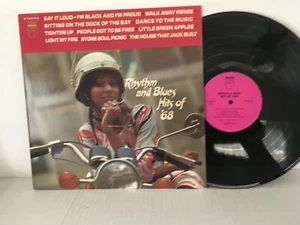 SAY IT LOUD-I'M BLACK AND I'M PROUD WALK AWAY RENEE
SITTING ON THE DOCK OF THE BAY DANCE TO THE MUSIC
TIGHTEN UP PEOPLE GOT TO BE FREE LITTLE GREEN APPLES
LIGHT MY FIRE STONE SOUL PICNIC THE HOUSE THAT JACK BUILT
Rhythm
and Blues
Hits of
'68